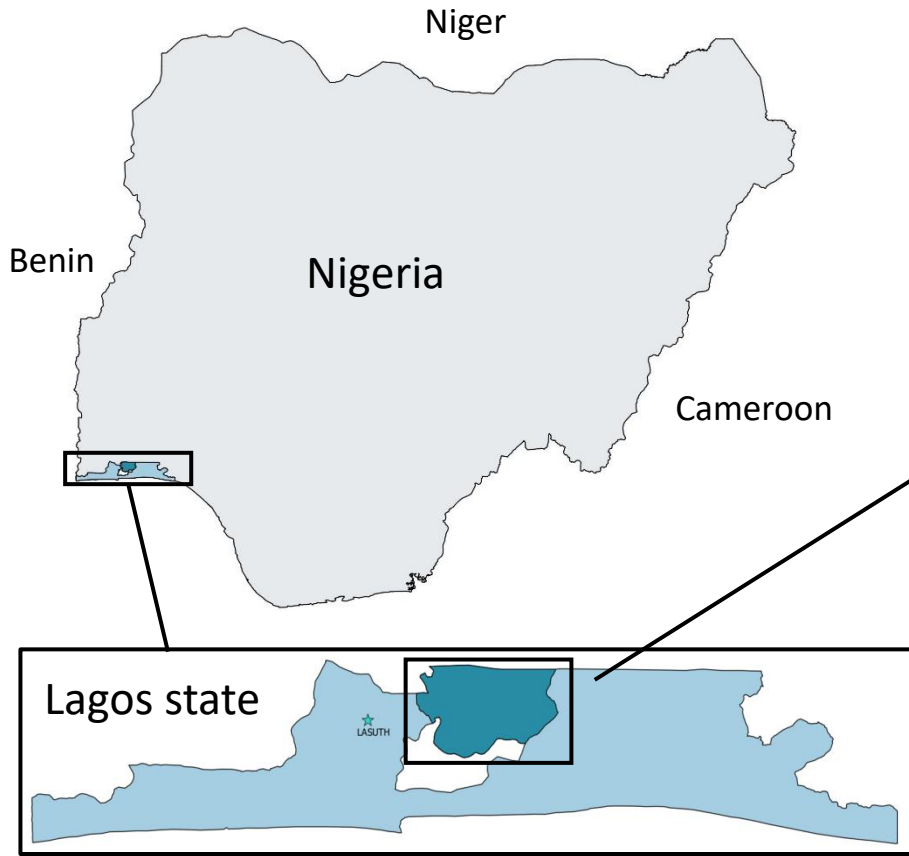 Niger
Benin
Nigeria
Cameroon
Lagos state
LASUTH